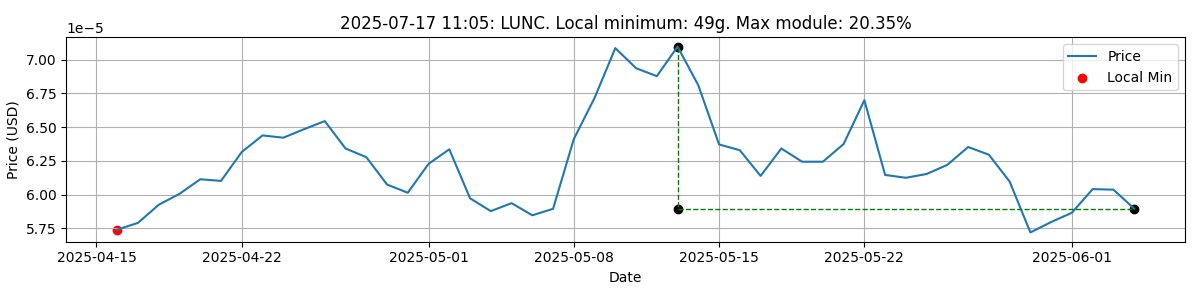 2025-07-17 11:05: LUNC. Local minimum: 49g. Max module: 20.35%
1e−5
7.00
6.75
6.50
6.25
6.00
5.75
Price (USD)
Price
Local Min
2025-04-15
2025-04-22
2025-05-01
2025-05-08
2025-05-15
2025-05-22
2025-06-01
Date